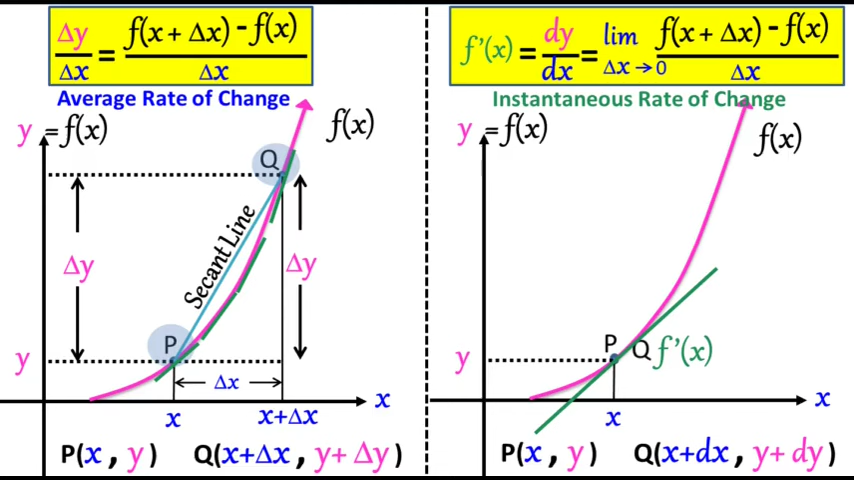 Δy/Δx = f(x + Δx) - f(x)/Δx
Average Rate of Change
y = f(x)
f(x)
Q
Δy
Secant Line
Δy
P
y
Δx
x
x+Δx
x
P(x , y)
Q(x+Δx , y+ Δy)
f'(x) = dy/dx = lim Δx → 0 f(x + Δx) - f(x)/Δx
Instantaneous Rate of Change
y = f(x)
f(x)
P
Q
f'(x)
y
x
x
P(x , y)
Q(x+dx , y+ dy)